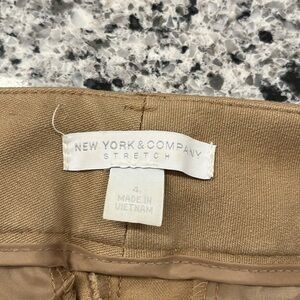 NEW YORK & COMPANY
STRETCH
4
MADE IN
VIETNAM